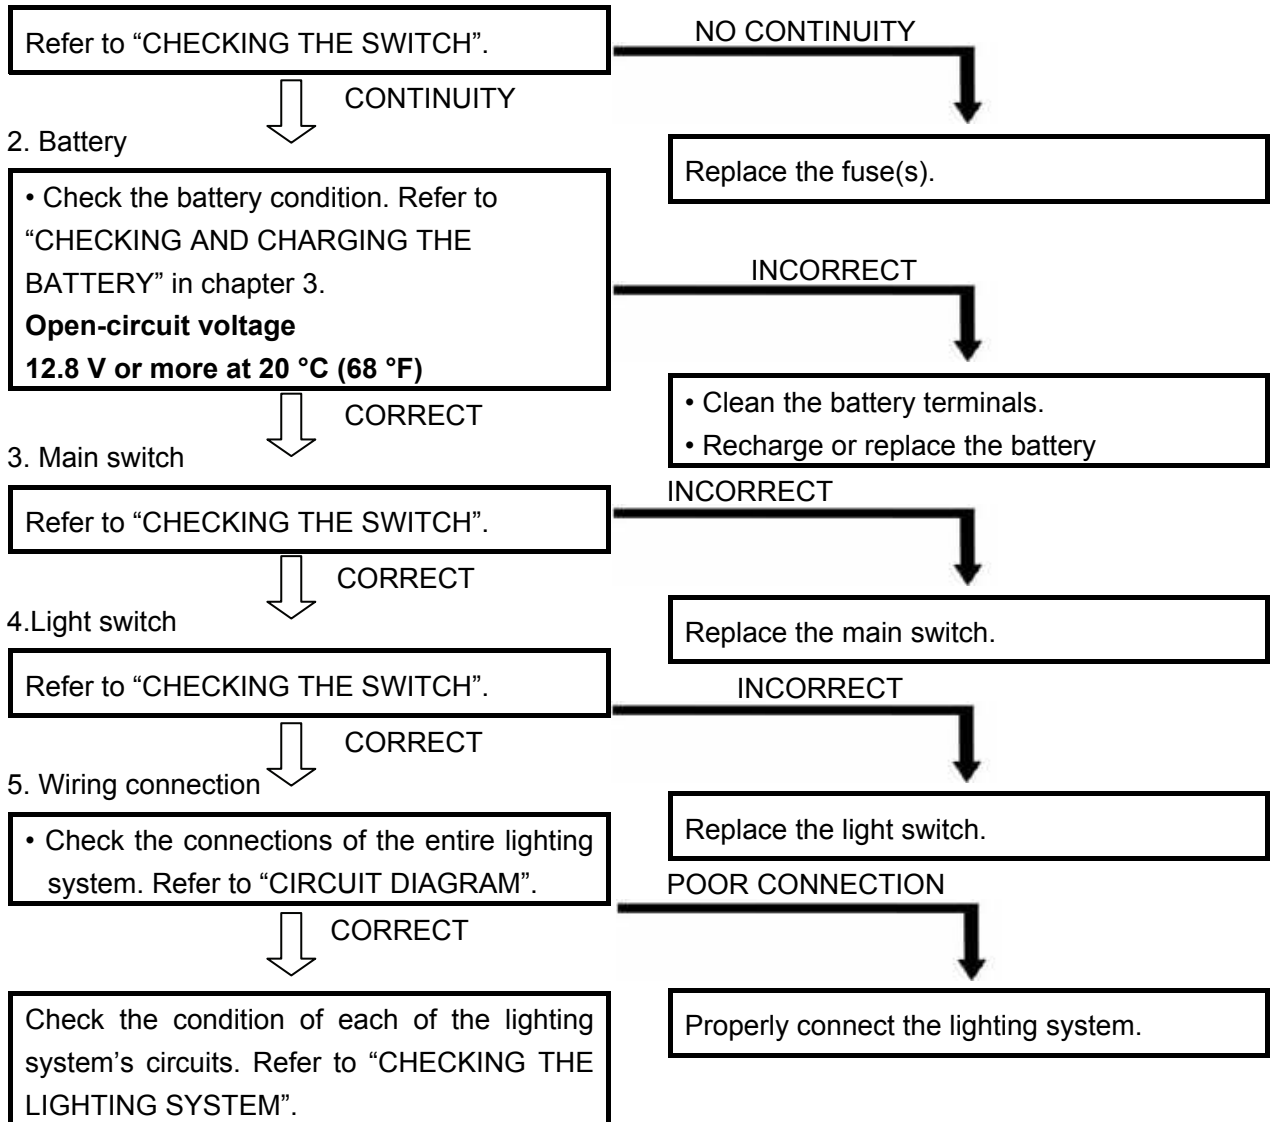 Refer to “CHECKING THE SWITCH”.
NO CONTINUITY
CONTINUITY
Replace the fuse(s).
2. Battery
• Check the battery condition. Refer to
“CHECKING AND CHARGING THE
BATTERY” in chapter 3.
Open-circuit voltage
12.8 V or more at 20 °C (68 °F)
INCORRECT
CORRECT
• Clean the battery terminals.
• Recharge or replace the battery
3. Main switch
Refer to “CHECKING THE SWITCH”.
INCORRECT
CORRECT
Replace the main switch.
4.Light switch
Refer to “CHECKING THE SWITCH”.
INCORRECT
CORRECT
Replace the light switch.
5. Wiring connection
• Check the connections of the entire lighting
system. Refer to “CIRCUIT DIAGRAM”.
POOR CONNECTION
CORRECT
Properly connect the lighting system.
Check the condition of each of the lighting
system’s circuits. Refer to “CHECKING THE
LIGHTING SYSTEM”.